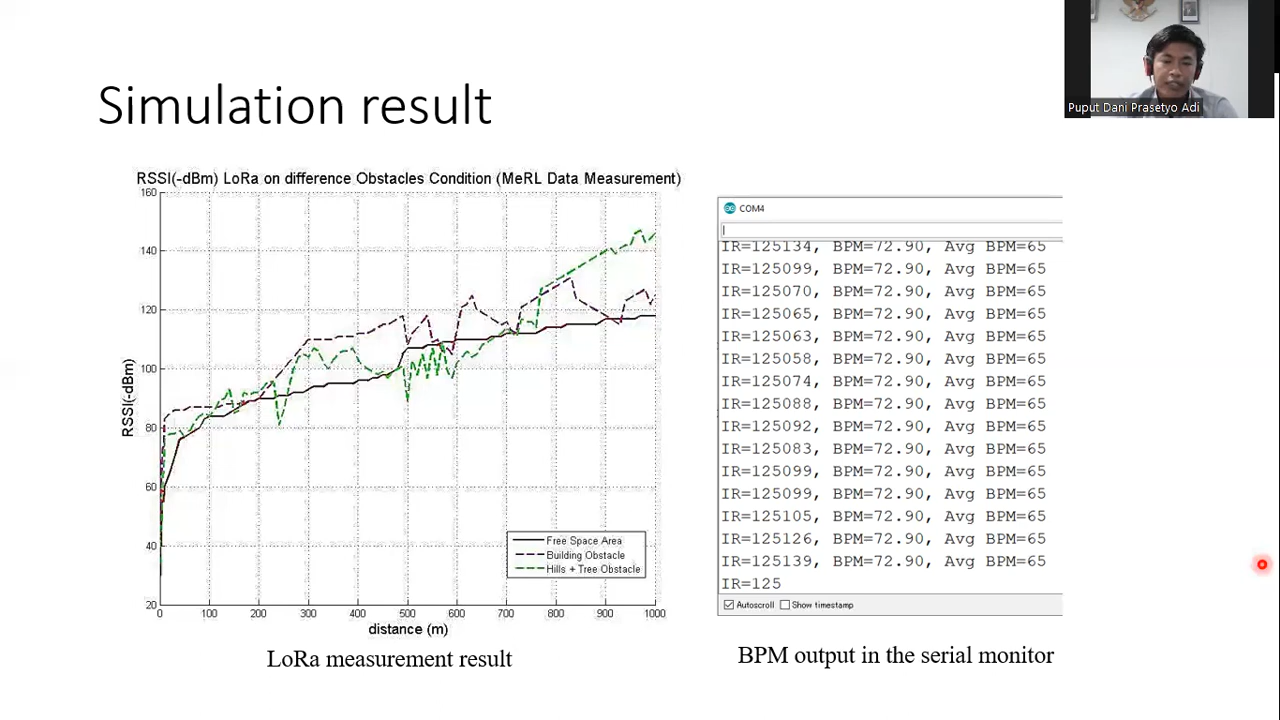 Puput Dani Prasetyo Adi
Simulation result
RSSI(-dBm) LoRa on difference Obstacles Condition (MeRL Data Measurement)
160
140
120
100
80
60
40
20
RSSI(-dBm)
0 100 200 300 400 500 600 700 800 900 1000
distance (m)
Free Space Area
Building Obstacle
Hills + Tree Obstacle
LoRa measurement result
COM4
IR=125134, BPM=72.90, Avg BPM=65
IR=125099, BPM=72.90, Avg BPM=65
IR=125070, BPM=72.90, Avg BPM=65
IR=125065, BPM=72.90, Avg BPM=65
IR=125063, BPM=72.90, Avg BPM=65
IR=125058, BPM=72.90, Avg BPM=65
IR=125074, BPM=72.90, Avg BPM=65
IR=125088, BPM=72.90, Avg BPM=65
IR=125092, BPM=72.90, Avg BPM=65
IR=125083, BPM=72.90, Avg BPM=65
IR=125099, BPM=72.90, Avg BPM=65
IR=125099, BPM=72.90, Avg BPM=65
IR=125105, BPM=72.90, Avg BPM=65
IR=125126, BPM=72.90, Avg BPM=65
IR=125139, BPM=72.90, Avg BPM=65
IR=125
Autoscroll Show timestamp
BPM output in the serial monitor